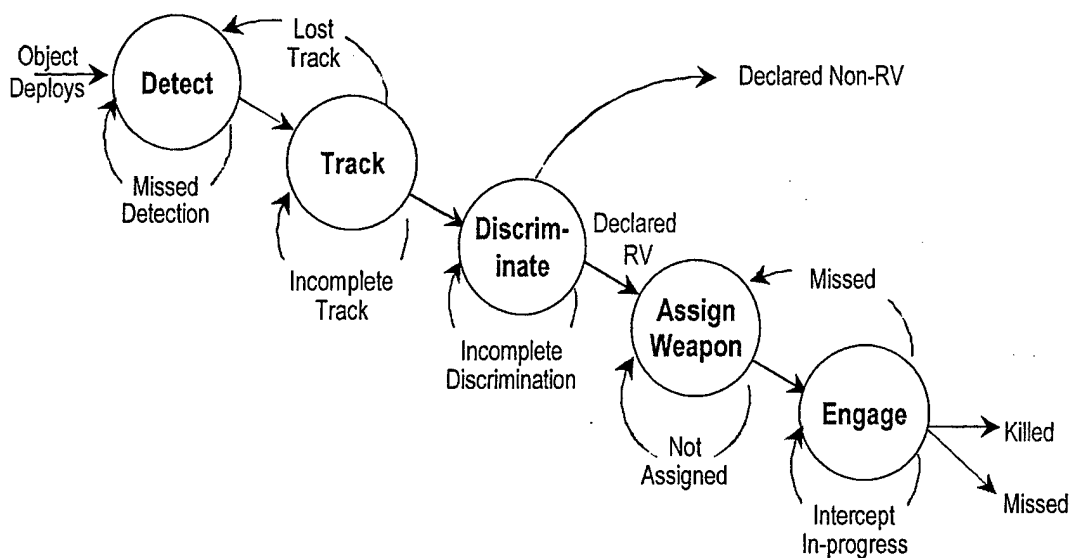 Object
Deploys
Detect
Lost
Track
Missed
Detection
Track
Incomplete
Track
Declared Non-RV
Discrim-
inate
Declared
RV
Incomplete
Discrimination
Assign
Weapon
Missed
Not
Assigned
Engage
Killed
Missed
Intercept
In-progress